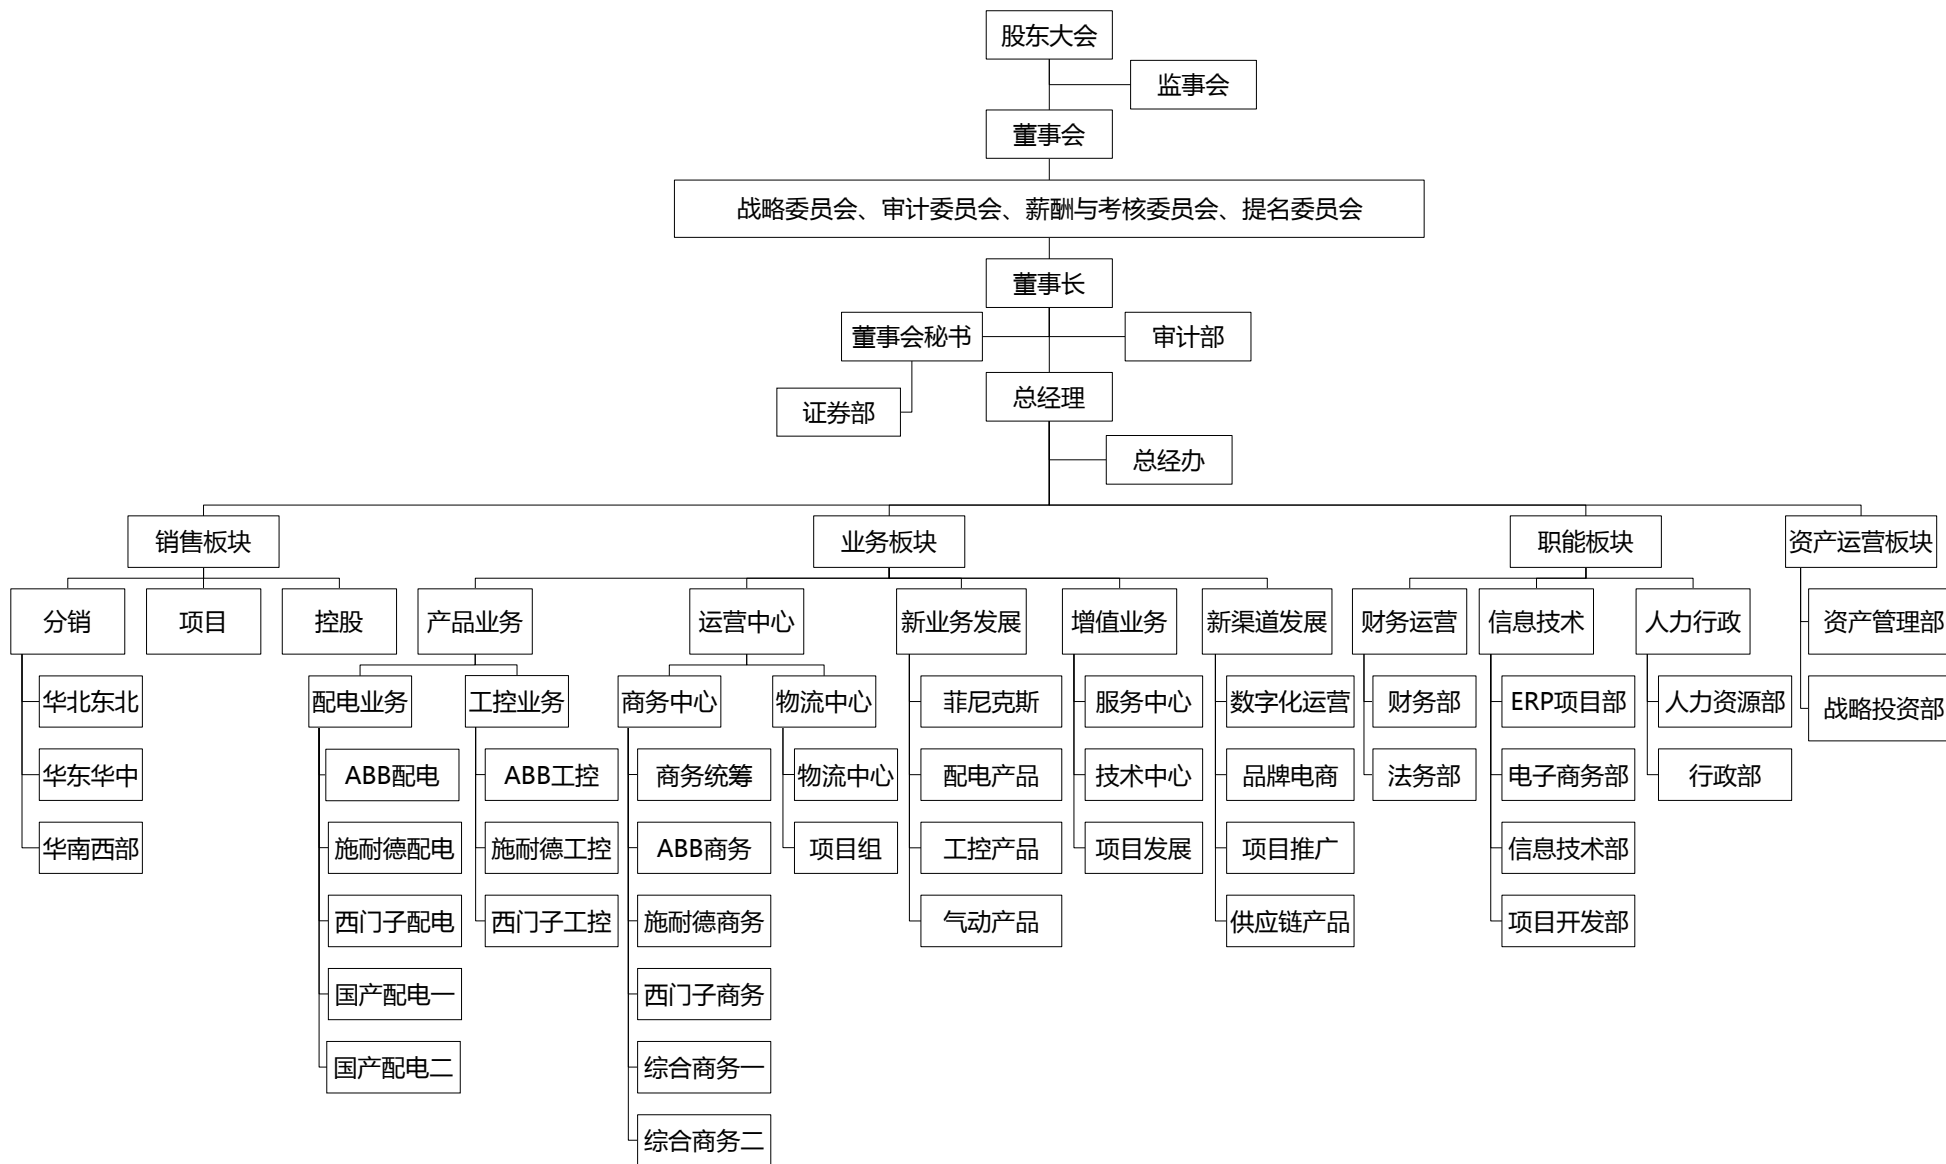 股东大会
监事会
董事会
战略委员会、审计委员会、薪酬与考核委员会、提名委员会
董事长
董事会秘书
审计部
证券部
总经理
总经办
销售板块
业务板块
职能板块
资产运营板块
分销
项目
控股
产品业务
运营中心
新业务发展
增值业务
新渠道发展
财务运营
信息技术
人力行政
资产管理部
华北东北
配电业务
工控业务
商务中心
物流中心
菲尼克斯
服务中心
数字化运营
财务部
ERP项目部
人力资源部
战略投资部
华东华中
ABB配电
ABB工控
商务统筹
物流中心
配电产品
技术中心
品牌电商
法务部
电子商务部
行政部
华南西部
施耐德配电
施耐德工控
ABB商务
项目组
工控产品
项目发展
项目推广
信息技术部
西门子配电
西门子工控
施耐德商务
气动产品
供应链产品
项目开发部
国产配电一
西门子商务
国产配电二
综合商务一
综合商务二